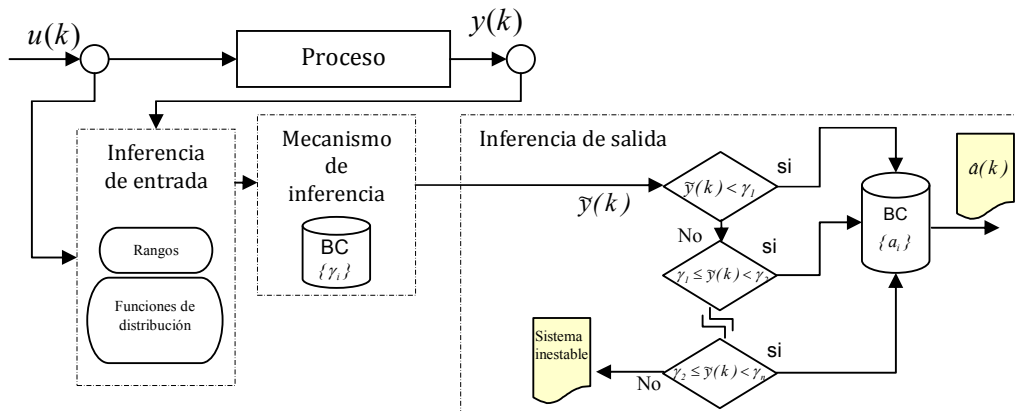 u(k)
y(k)
Proceso
Inferencia
de entrada
Rangos
Funciones de
distribución
Mecanismo
de
inferencia
BC
{γᵢ}
Inferencia de salida
ỹ(k)
ỹ(k) < γ₁
si
No
γ₁ ≤ ỹ(k) < γ₂
si
γ₂ ≤ ỹ(k) < γₙ
si
No
Sistema
inestable
BC
{aᵢ}
â(k)